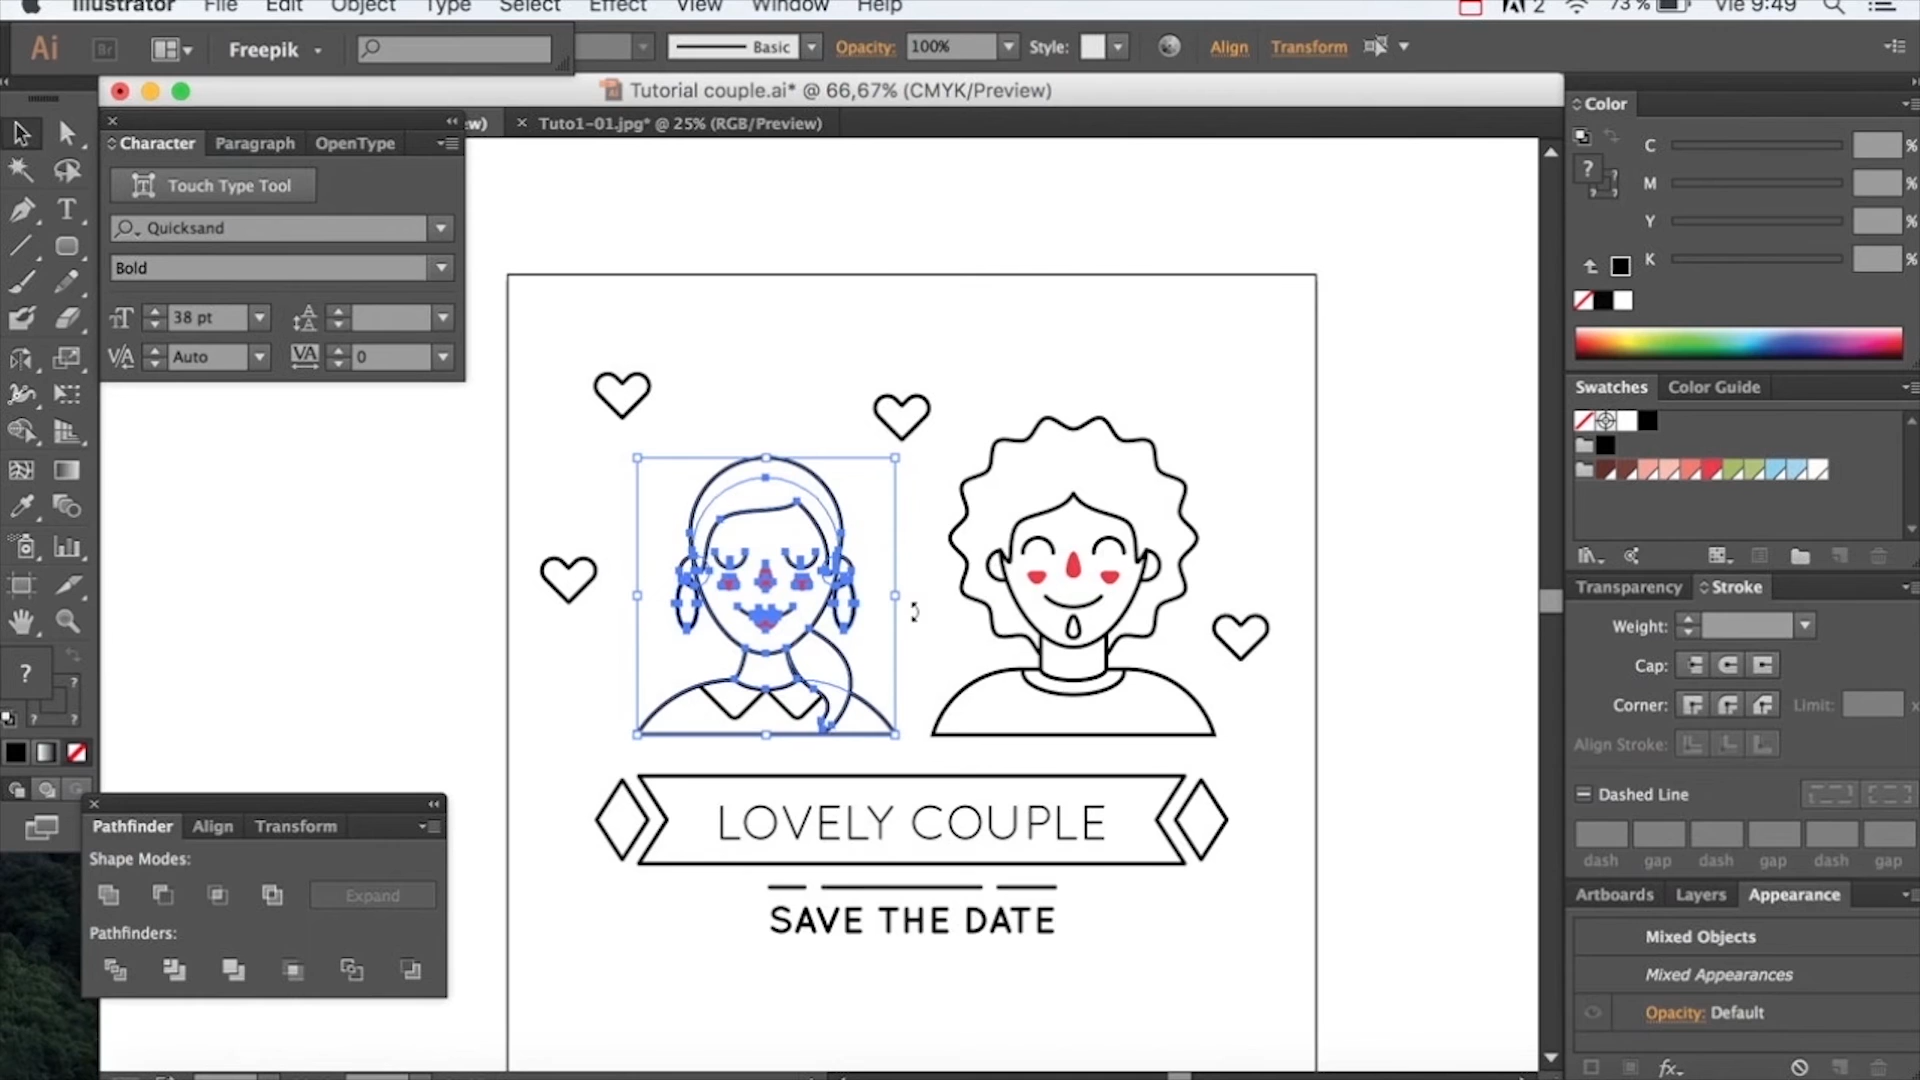 Illustrator File Edit Object Type Select Effect View Window Help 2 73 % Vie 9:49
Ai Br Freepik Basic Opacity: 100% Style: Align Transform
Tutorial couple.ai* @ 66,67% (CMYK/Preview)
w) × Tuto1-01.jpg* @ 25% (RGB/Preview)
Character Paragraph OpenType
Touch Type Tool
Quicksand
Bold
38 pt
Auto 0
Color
C %
M %
Y %
K %
Swatches Color Guide
Transparency Stroke
Weight:
Cap:
Corner: Limit: x
Align Stroke:
Dashed Line
dash gap dash gap dash gap
Artboards Layers Appearance
Mixed Objects
Mixed Appearances
Opacity: Default
fx
Pathfinder Align Transform
Shape Modes:
Expand
Pathfinders:
LOVELY COUPLE
SAVE THE DATE